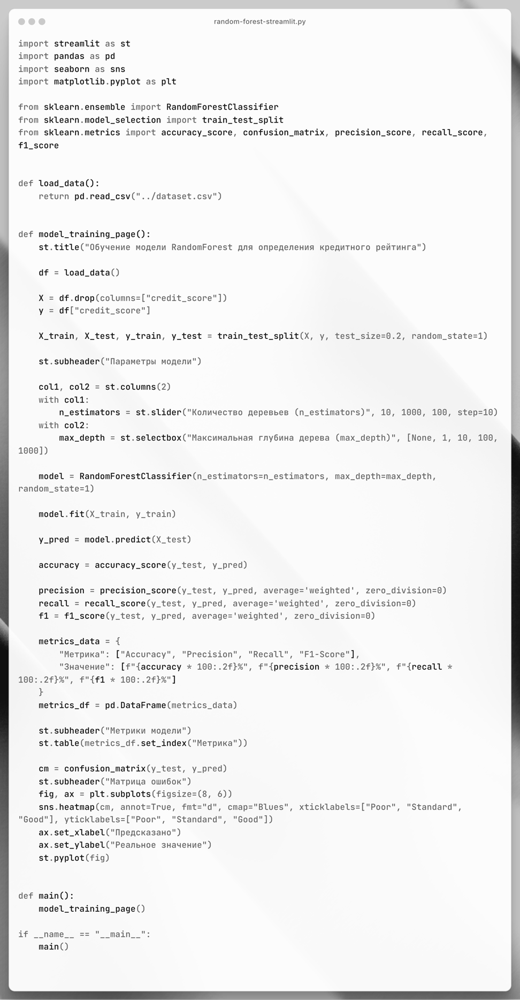 random-forest-streamlit.py
import streamlit as st
import pandas as pd
import seaborn as sns
import matplotlib.pyplot as plt
from sklearn.ensemble import RandomForestClassifier
from sklearn.model_selection import train_test_split
from sklearn.metrics import accuracy_score, confusion_matrix, precision_score, recall_score,
f1_score
def load_data():
    return pd.read_csv("../dataset.csv")
def model_training_page():
    st.title("Обучение модели RandomForest для определения кредитного рейтинга")
    df = load_data()
    X = df.drop(columns=["credit_score"])
    y = df["credit_score"]
    X_train, X_test, y_train, y_test = train_test_split(X, y, test_size=0.2, random_state=1)
    st.subheader("Параметры модели")
    col1, col2 = st.columns(2)
    with col1:
        n_estimators = st.slider("Количество деревьев (n_estimators)", 10, 1000, 100, step=10)
    with col2:
        max_depth = st.selectbox("Максимальная глубина дерева (max_depth)", [None, 1, 10, 100,
1000])
    model = RandomForestClassifier(n_estimators=n_estimators, max_depth=max_depth,
random_state=1)
    model.fit(X_train, y_train)
    y_pred = model.predict(X_test)
    accuracy = accuracy_score(y_test, y_pred)
    precision = precision_score(y_test, y_pred, average='weighted', zero_division=0)
    recall = recall_score(y_test, y_pred, average='weighted', zero_division=0)
    f1 = f1_score(y_test, y_pred, average='weighted', zero_division=0)
    metrics_data = {
        "Метрика": ["Accuracy", "Precision", "Recall", "F1-Score"],
        "Значение": [f"{accuracy * 100:.2f}%", f"{precision * 100:.2f}%", f"{recall *
100:.2f}%", f"{f1 * 100:.2f}%"]
    }
    metrics_df = pd.DataFrame(metrics_data)
    st.subheader("Метрики модели")
    st.table(metrics_df.set_index("Метрика"))
    cm = confusion_matrix(y_test, y_pred)
    st.subheader("Матрица ошибок")
    fig, ax = plt.subplots(figsize=(8, 6))
    sns.heatmap(cm, annot=True, fmt="d", cmap="Blues", xticklabels=["Poor", "Standard",
"Good"], yticklabels=["Poor", "Standard", "Good"])
    ax.set_xlabel("Предсказано")
    ax.set_ylabel("Реальное значение")
    st.pyplot(fig)
def main():
    model_training_page()
if __name__ == "__main__":
    main()